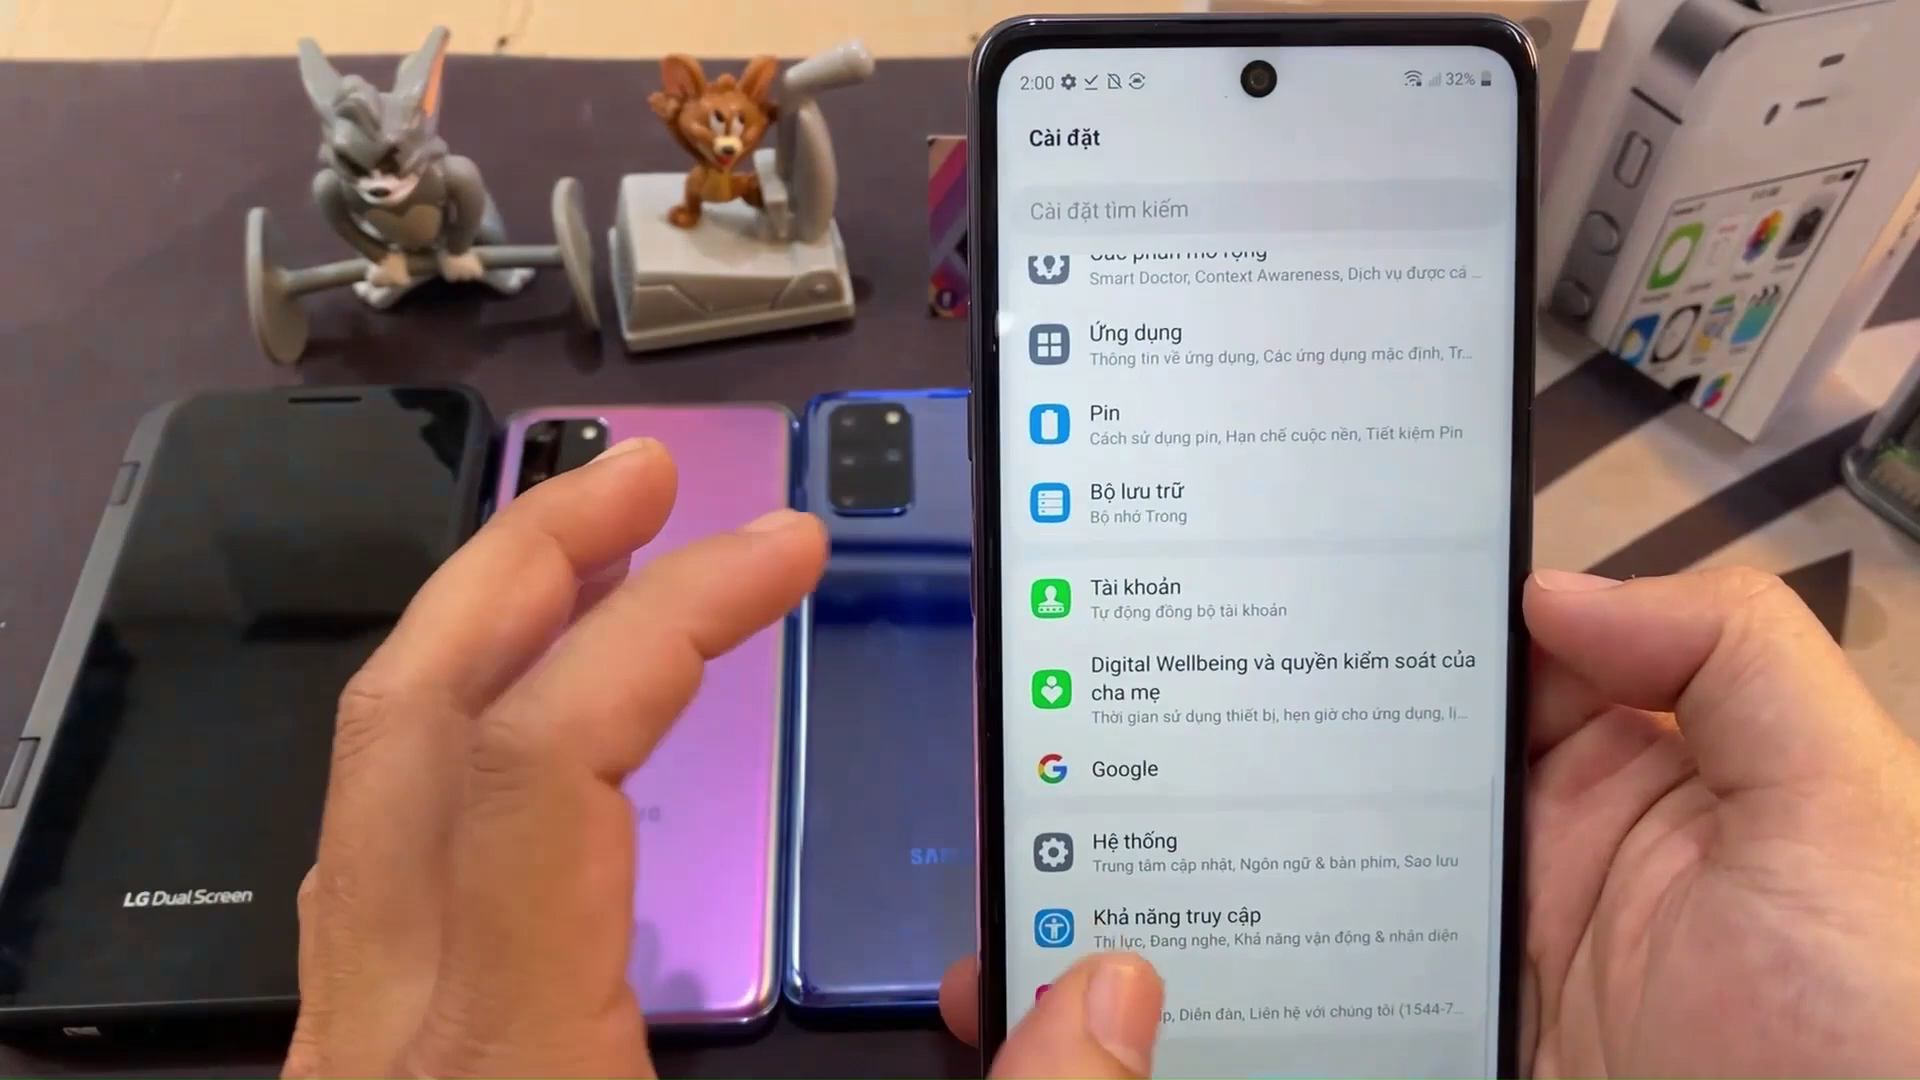 2:00
32%
Cài đặt
Cài đặt tìm kiếm
Các phần mở rộng
Smart Doctor, Context Awareness, Dịch vụ được cá ...
Ứng dụng
Thông tin về ứng dụng, Các ứng dụng mặc định, Tr...
Pin
Cách sử dụng pin, Hạn chế cuộc nền, Tiết kiệm Pin
Bộ lưu trữ
Bộ nhớ Trong
Tài khoản
Tự động đồng bộ tài khoản
Digital Wellbeing và quyền kiểm soát của
cha mẹ
Thời gian sử dụng thiết bị, hẹn giờ cho ứng dụng, lị...
Google
Hệ thống
Trung tâm cập nhật, Ngôn ngữ & bàn phím, Sao lưu
Khả năng truy cập
Thị lực, Đang nghe, Khả năng vận động & nhận diện
Diễn đàn, Liên hệ với chúng tôi (1544-7...
LG Dual Screen